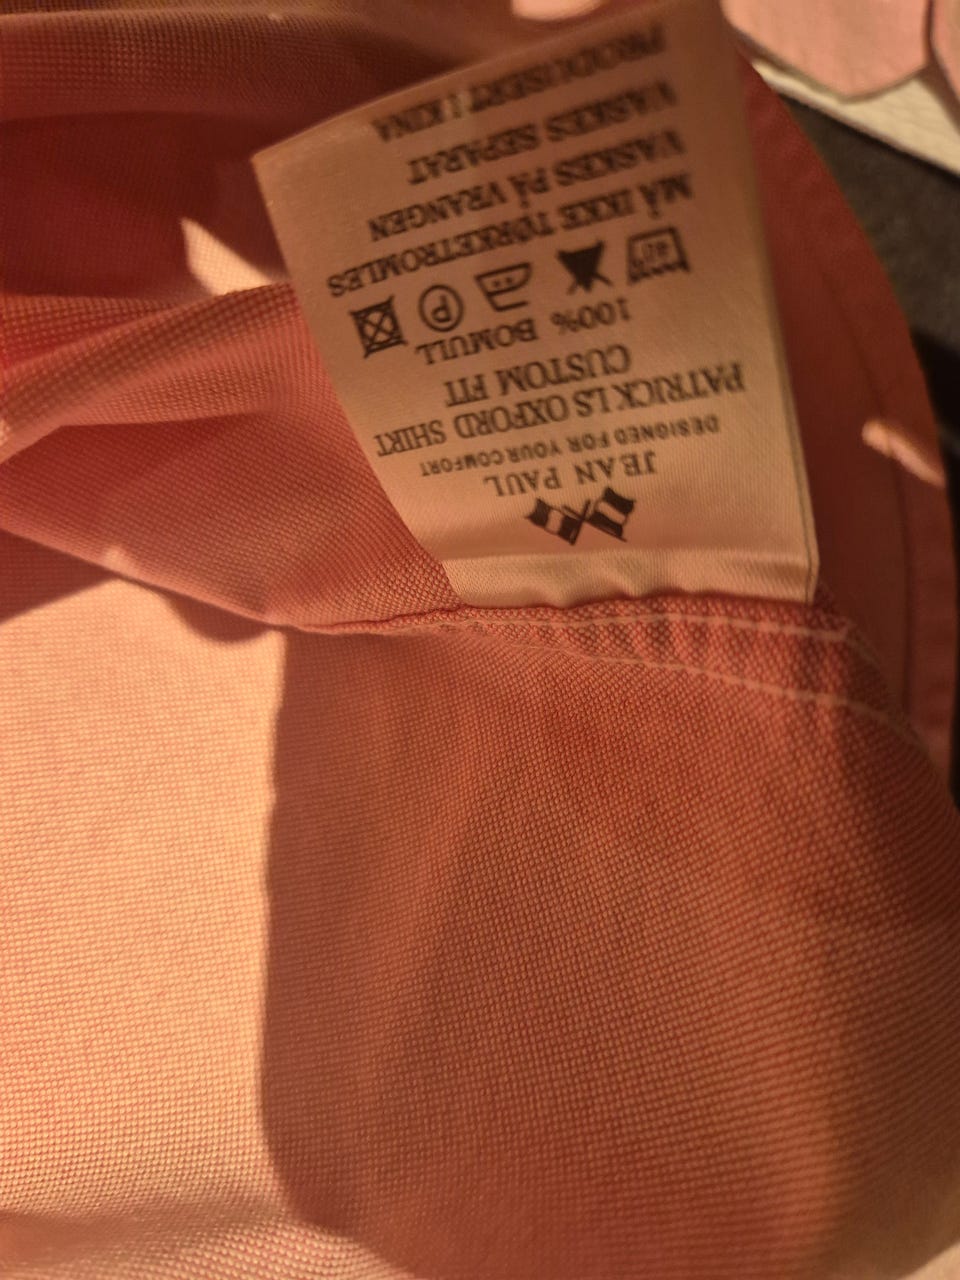 JEAN PAUL
DESIGNED FOR YOUR COMFORT
PATRICK LS OXFORD SHIRT
CUSTOM FIT
100% BOMULL
40
P
MÅ IKKE TØRKETROMLES
VASKES PÅ VRANGEN
VASKES SEPARAT
PRODUSERT I KINA